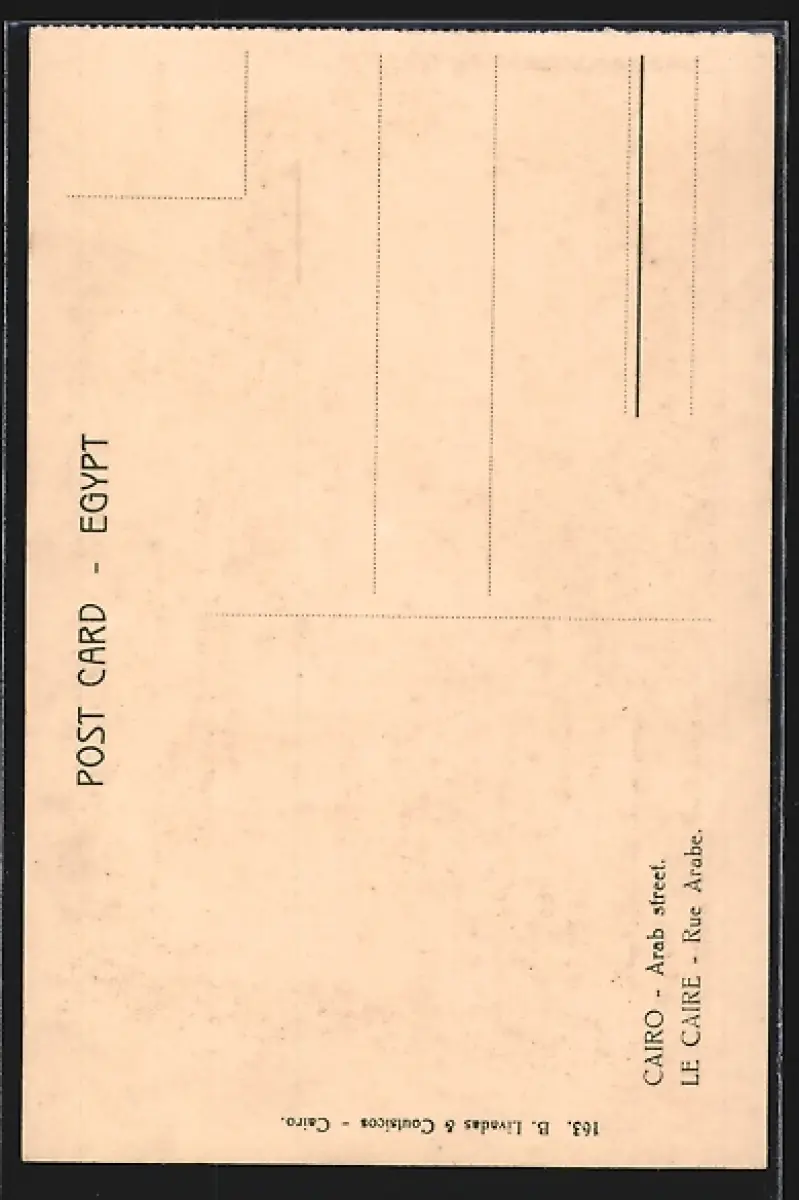 POST CARD - EGYPT
CAIRO - Arab street.
LE CAIRE - Rue Arabe.
163. B. Livadas & Coutsicos - Cairo.